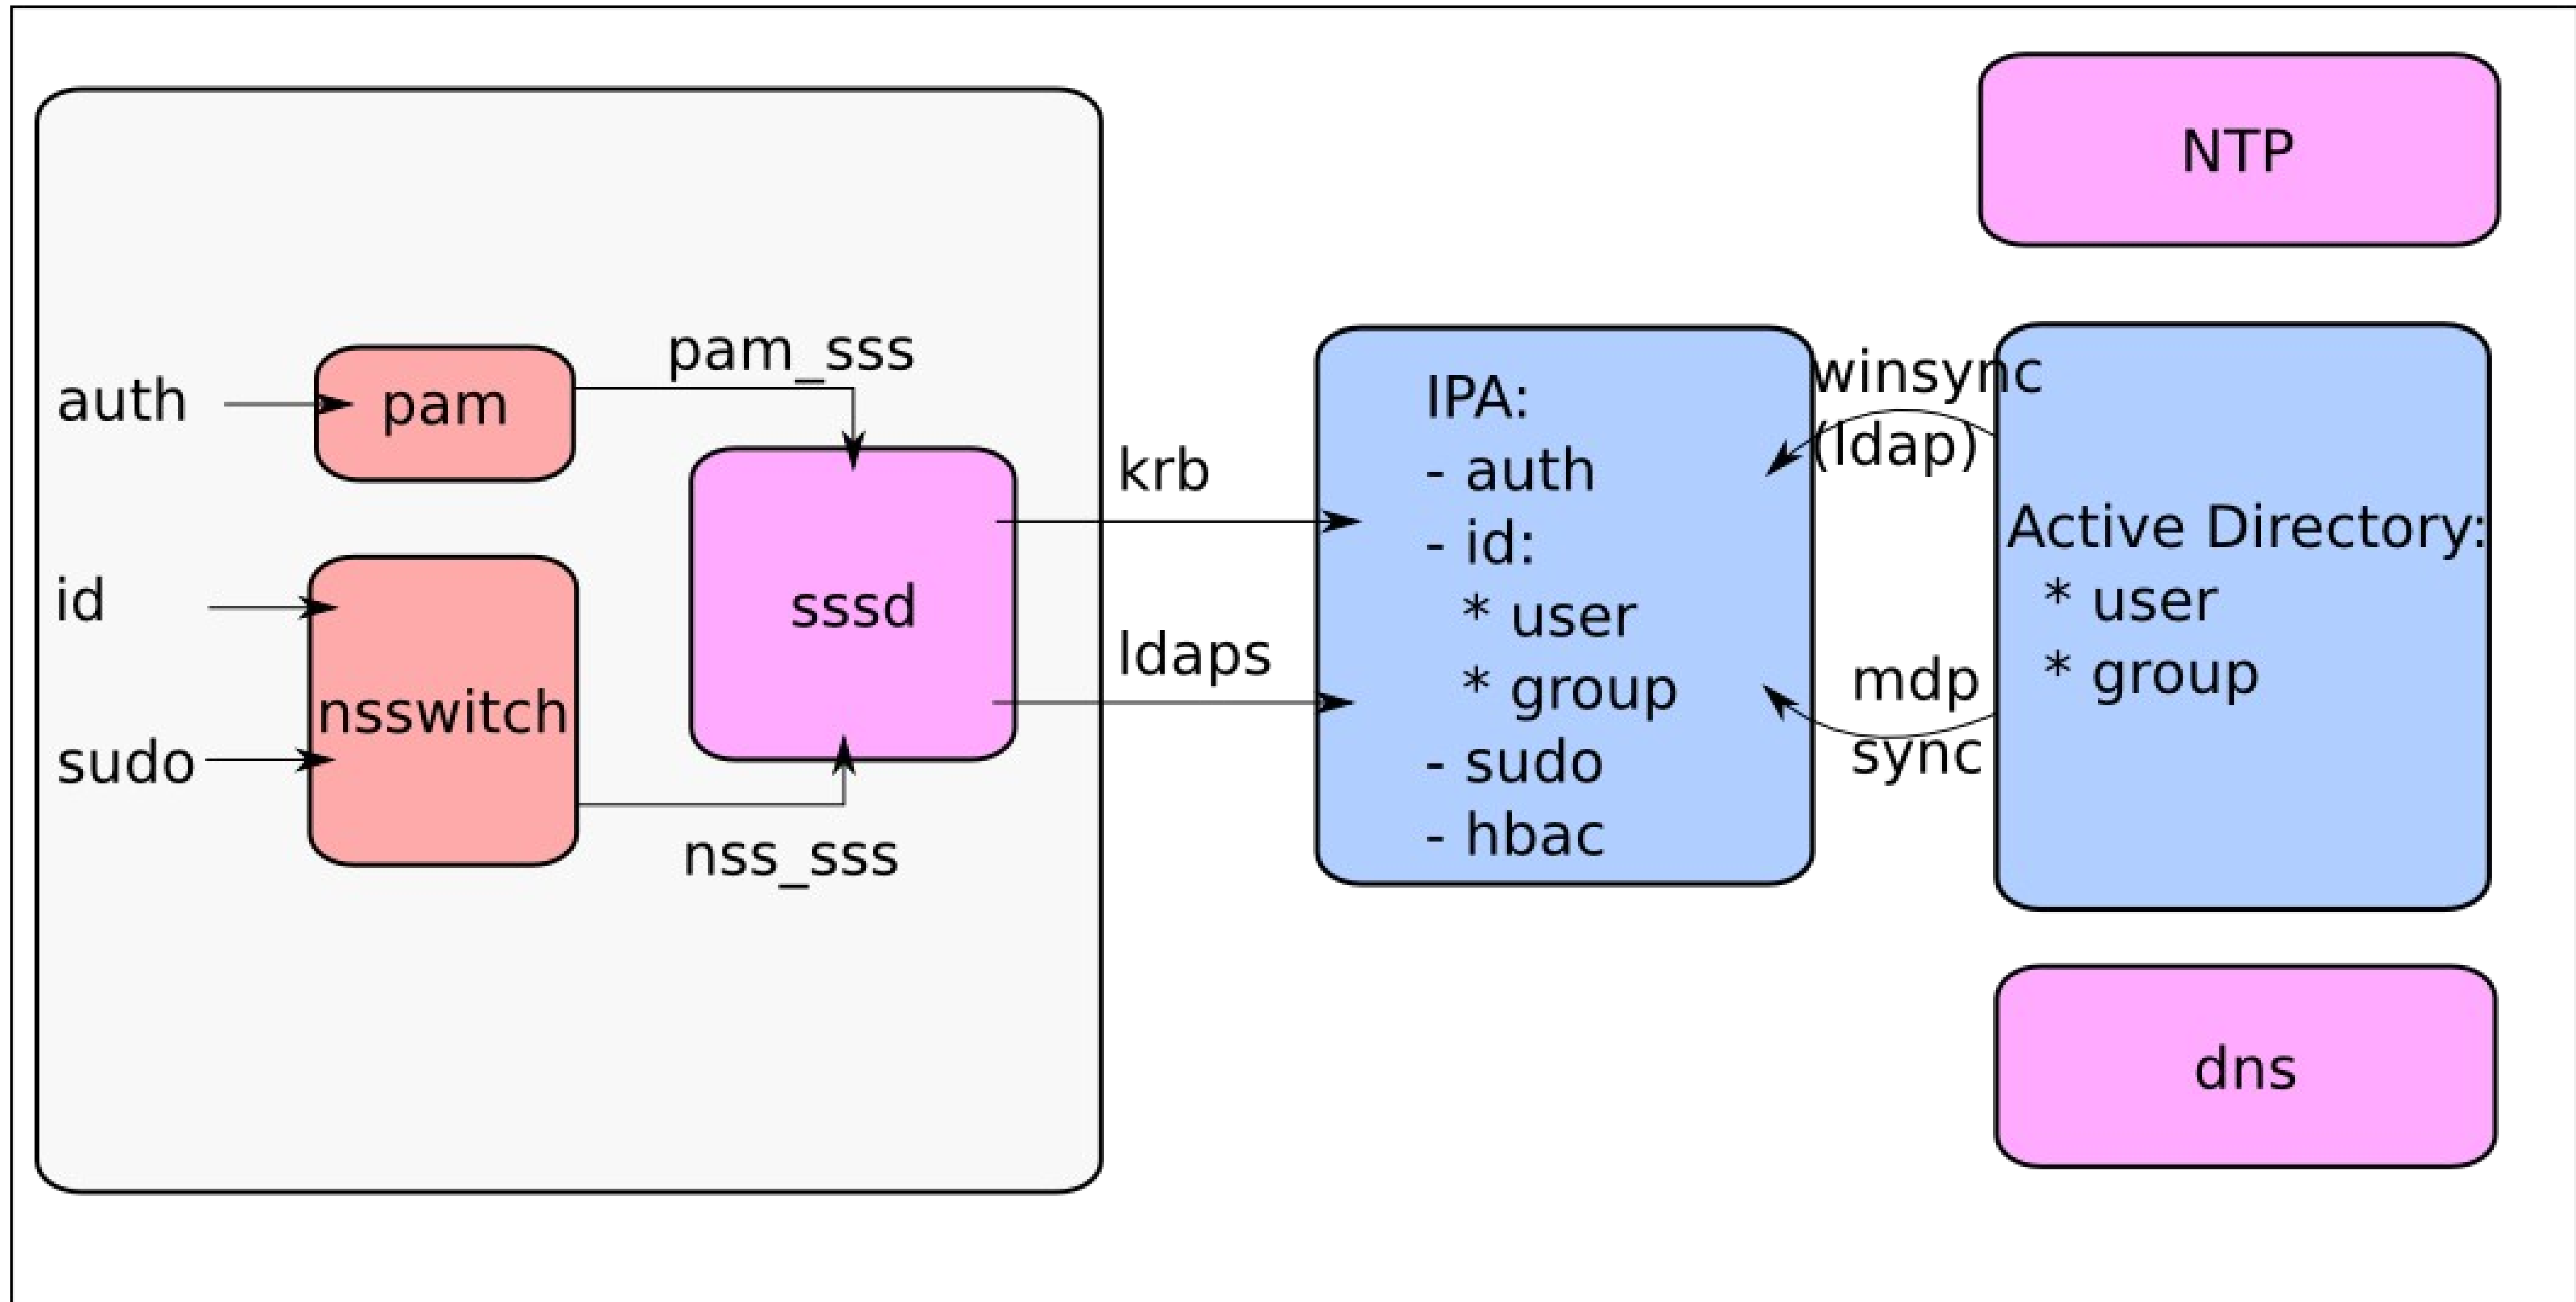 NTP
auth
pam
pam_sss
id
sudo
nsswitch
sssd
nss_sss
krb
ldaps
IPA:
- auth
- id:
* user
* group
- sudo
- hbac
winsync
(ldap)
mdp
sync
Active Directory:
* user
* group
dns